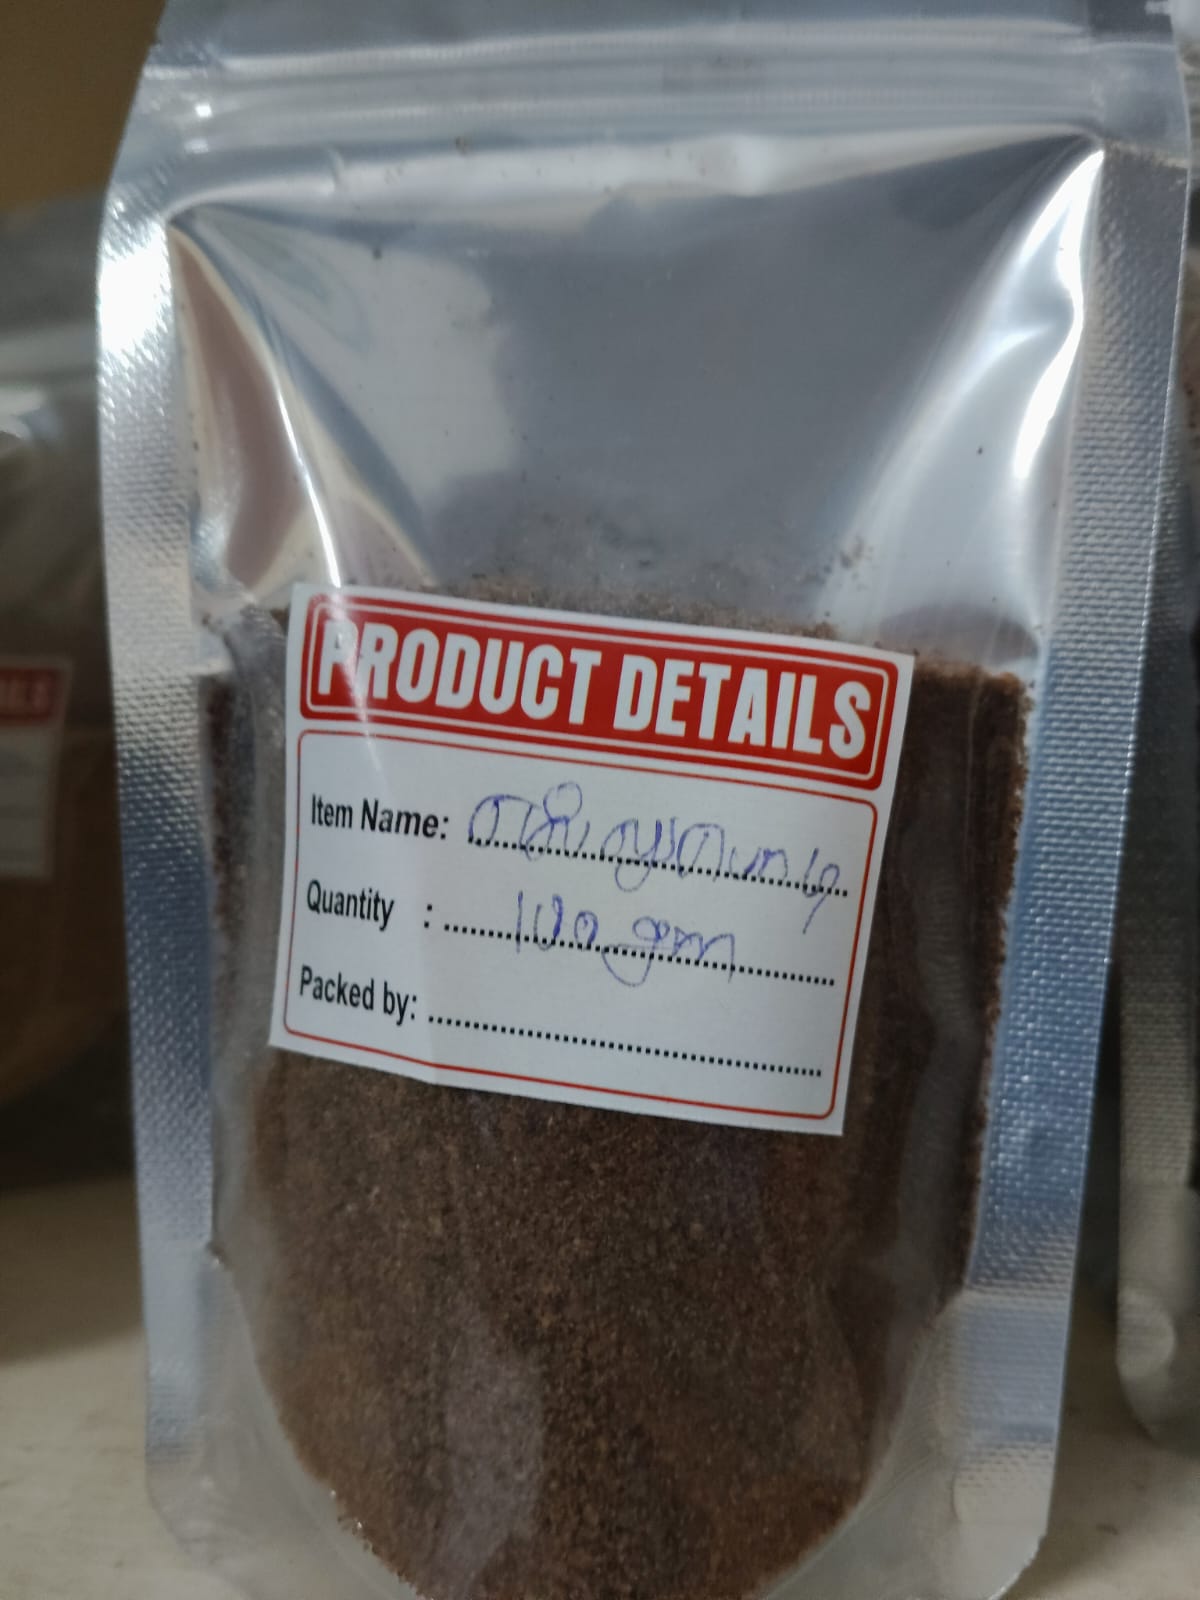 PRODUCT DETAILS
Item Name: பொடி
Quantity : 100 gm
Packed by: